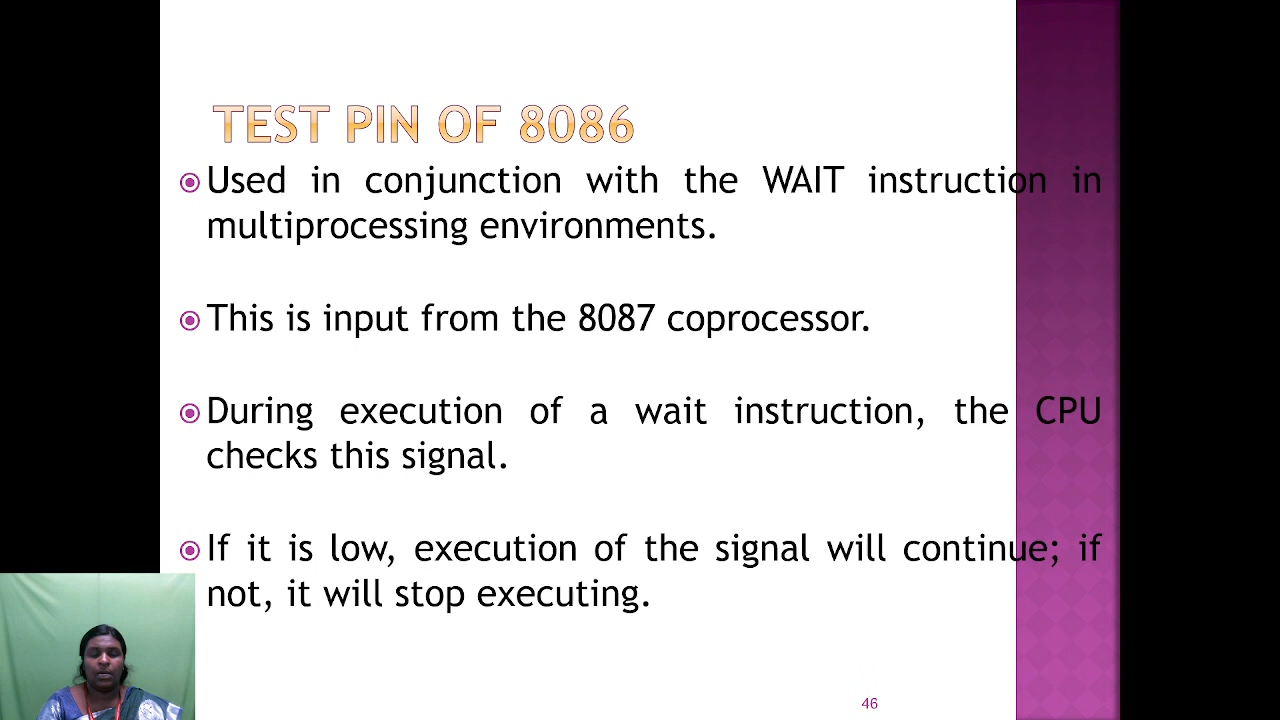 TEST PIN OF 8086
Used in conjunction with the WAIT instruction in
multiprocessing environments.
This is input from the 8087 coprocessor.
During execution of a wait instruction, the CPU
checks this signal.
If it is low, execution of the signal will continue; if
not, it will stop executing.
46